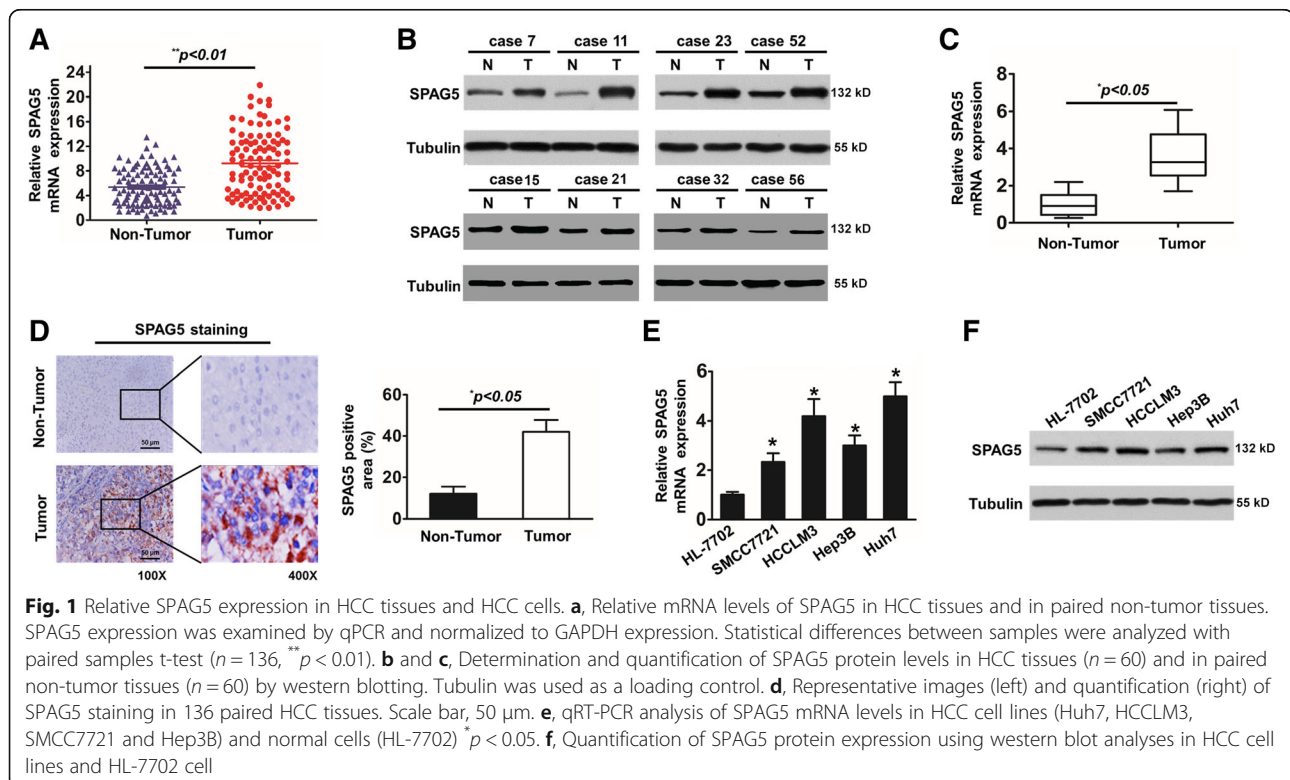 A
**p<0.01
Relative SPAG5
mRNA expression
24
20
16
12
8
4
0
Non-Tumor Tumor
B
case 7 case 11 case 23 case 52
N T N T N T N T
SPAG5 132 kD
Tubulin 55 kD
case15 case 21 case 32 case 56
N T N T N T N T
SPAG5 132 kD
Tubulin 55 kD
C
*p<0.05
Relative SPAG5
mRNA expression
8
6
4
2
0
Non-Tumor Tumor
D
SPAG5 staining
Non-Tumor
50 µm
Tumor
50 µm
100X 400X
*p<0.05
SPAG5 positive
area (%)
60
40
20
0
Non-Tumor Tumor
E
Relative SPAG5
mRNA expression
6
4
2
0
* * * *
HL-7702 SMCC7721 HCCLM3 Hep3B Huh7
F
HL-7702 SMCC7721 HCCLM3 Hep3B Huh7
SPAG5 132 kD
Tubulin 55 kD
Fig. 1 Relative SPAG5 expression in HCC tissues and HCC cells. a, Relative mRNA levels of SPAG5 in HCC tissues and in paired non-tumor tissues.
SPAG5 expression was examined by qPCR and normalized to GAPDH expression. Statistical differences between samples were analyzed with
paired samples t-test (n = 136, **p < 0.01). b and c, Determination and quantification of SPAG5 protein levels in HCC tissues (n = 60) and in paired
non-tumor tissues (n = 60) by western blotting. Tubulin was used as a loading control. d, Representative images (left) and quantification (right) of
SPAG5 staining in 136 paired HCC tissues. Scale bar, 50 µm. e, qRT-PCR analysis of SPAG5 mRNA levels in HCC cell lines (Huh7, HCCLM3,
SMCC7721 and Hep3B) and normal cells (HL-7702) *p < 0.05. f, Quantification of SPAG5 protein expression using western blot analyses in HCC cell
lines and HL-7702 cell